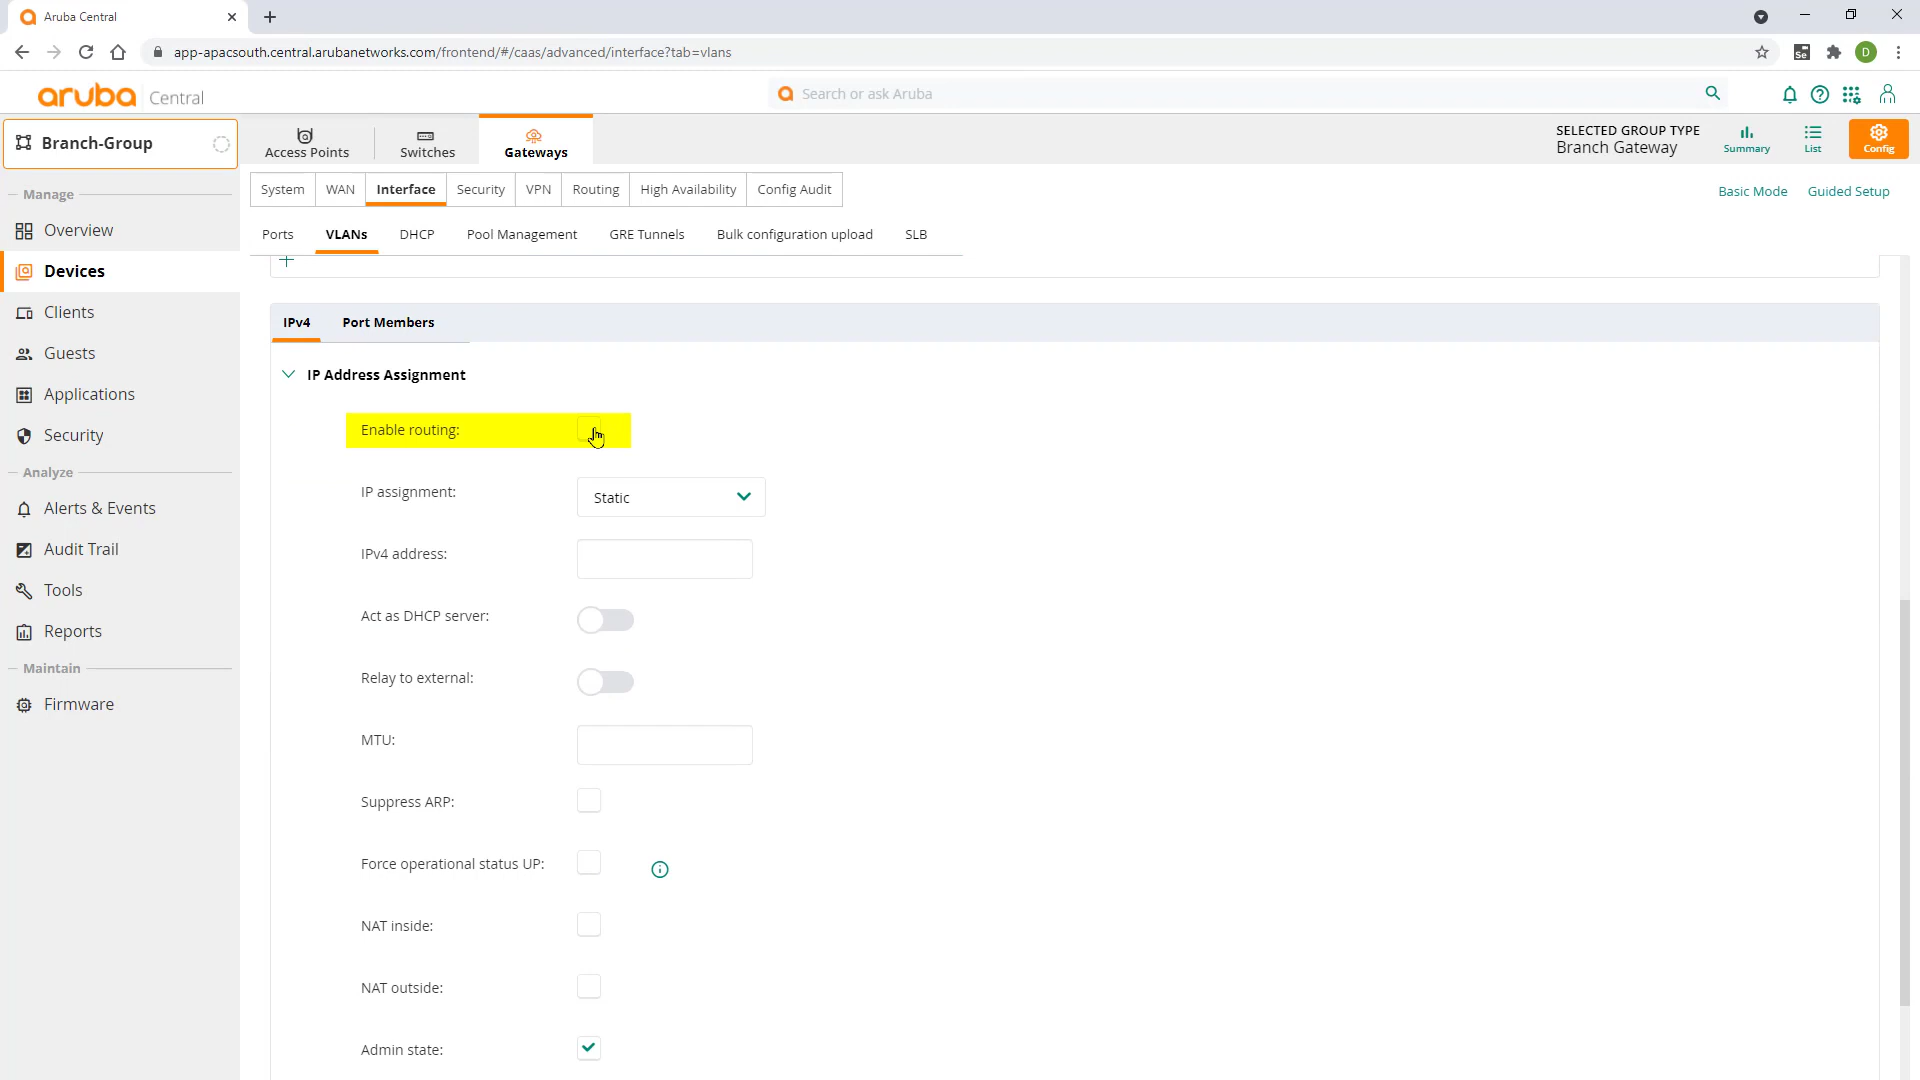 Aruba Central
app-apacsouth.central.arubanetworks.com/frontend/#/caas/advanced/interface?tab=vlans
Se
D
aruba Central
Search or ask Aruba
Branch-Group
Access Points
Switches
Gateways
SELECTED GROUP TYPE
Branch Gateway
Summary
List
Config
Manage
Overview
Devices
Clients
Guests
Applications
Security
Analyze
Alerts & Events
Audit Trail
Tools
Reports
Maintain
Firmware
System WAN Interface Security VPN Routing High Availability Config Audit
Basic Mode Guided Setup
Ports VLANs DHCP Pool Management GRE Tunnels Bulk configuration upload SLB
IPv4 Port Members
IP Address Assignment
Enable routing:
IP assignment: Static
IPv4 address:
Act as DHCP server:
Relay to external:
MTU:
Suppress ARP:
Force operational status UP:
NAT inside:
NAT outside:
Admin state: